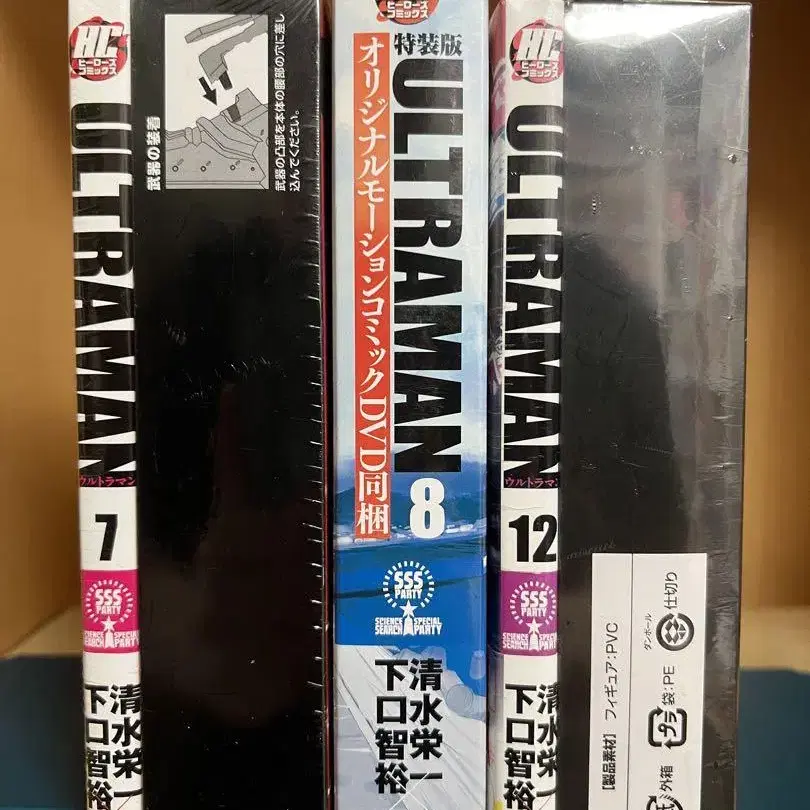 HC
ヒーローズ
コミックス
ULTRAMAN
ウルトラマン
7
SSS
PARTY
SCIENCE SPECIAL
SEARCH PARTY
清水栄一
下口智裕
武器の装着
武器の凸部を本体の腰部の穴に差し
込んでください。
ヒーローズ
コミックス
特装版
ULTRAMAN
オリジナルモーションコミックDVD同梱
8
SSS
PARTY
SCIENCE SPECIAL
SEARCH PARTY
清水栄一
下口智裕
HC
ヒーローズ
コミックス
ULTRAMAN
ウルトラマン
12
SSS
PARTY
SCIENCE SPECIAL
SEARCH PARTY
清水栄一
下口智裕
【製品素材】 フィギュア:PVC
ダンボール
仕切り
プラ
袋:PE
外箱